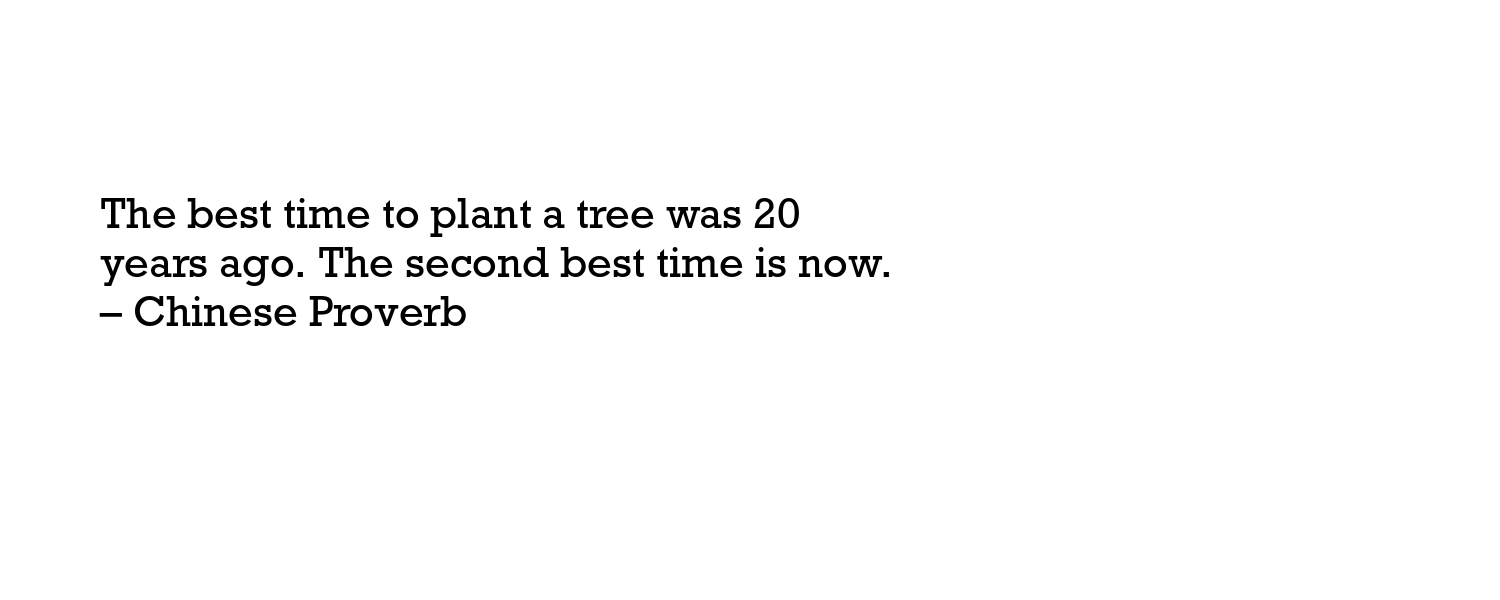 The best time to plant a tree was 20
years ago. The second best time is now.
– Chinese Proverb